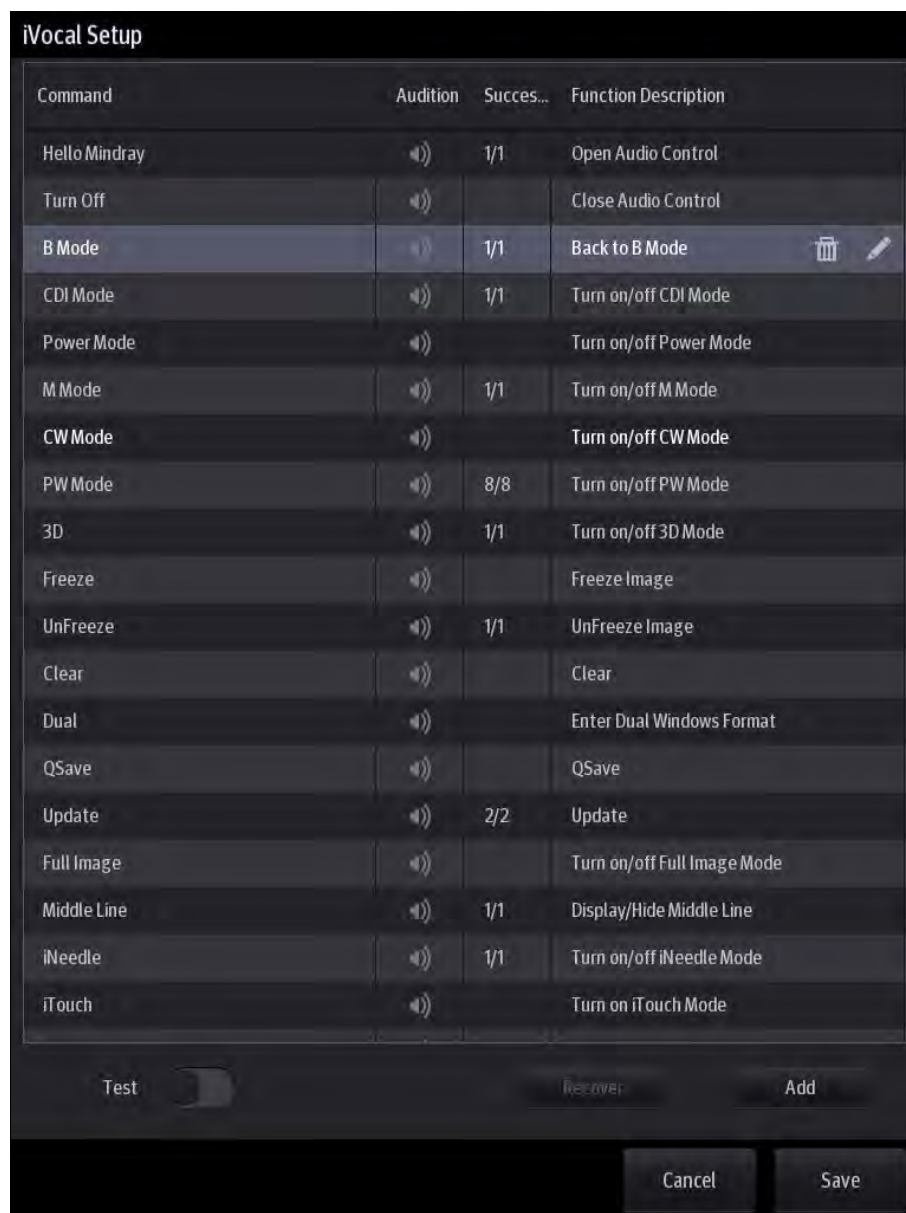 iVocal Setup
Command Audition Succes... Function Description
Hello Mindray 1/1 Open Audio Control
Turn Off Close Audio Control
B Mode 1/1 Back to B Mode
CDI Mode 1/1 Turn on/off CDI Mode
Power Mode Turn on/off Power Mode
M Mode 1/1 Turn on/off M Mode
CW Mode Turn on/off CW Mode
PW Mode 8/8 Turn on/off PW Mode
3D 1/1 Turn on/off 3D Mode
Freeze Freeze Image
UnFreeze 1/1 UnFreeze Image
Clear Clear
Dual Enter Dual Windows Format
QSave QSave
Update 2/2 Update
Full Image Turn on/off Full Image Mode
Middle Line 1/1 Display/Hide Middle Line
iNeedle 1/1 Turn on/off iNeedle Mode
iTouch Turn on iTouch Mode
Test Recover Add
Cancel Save